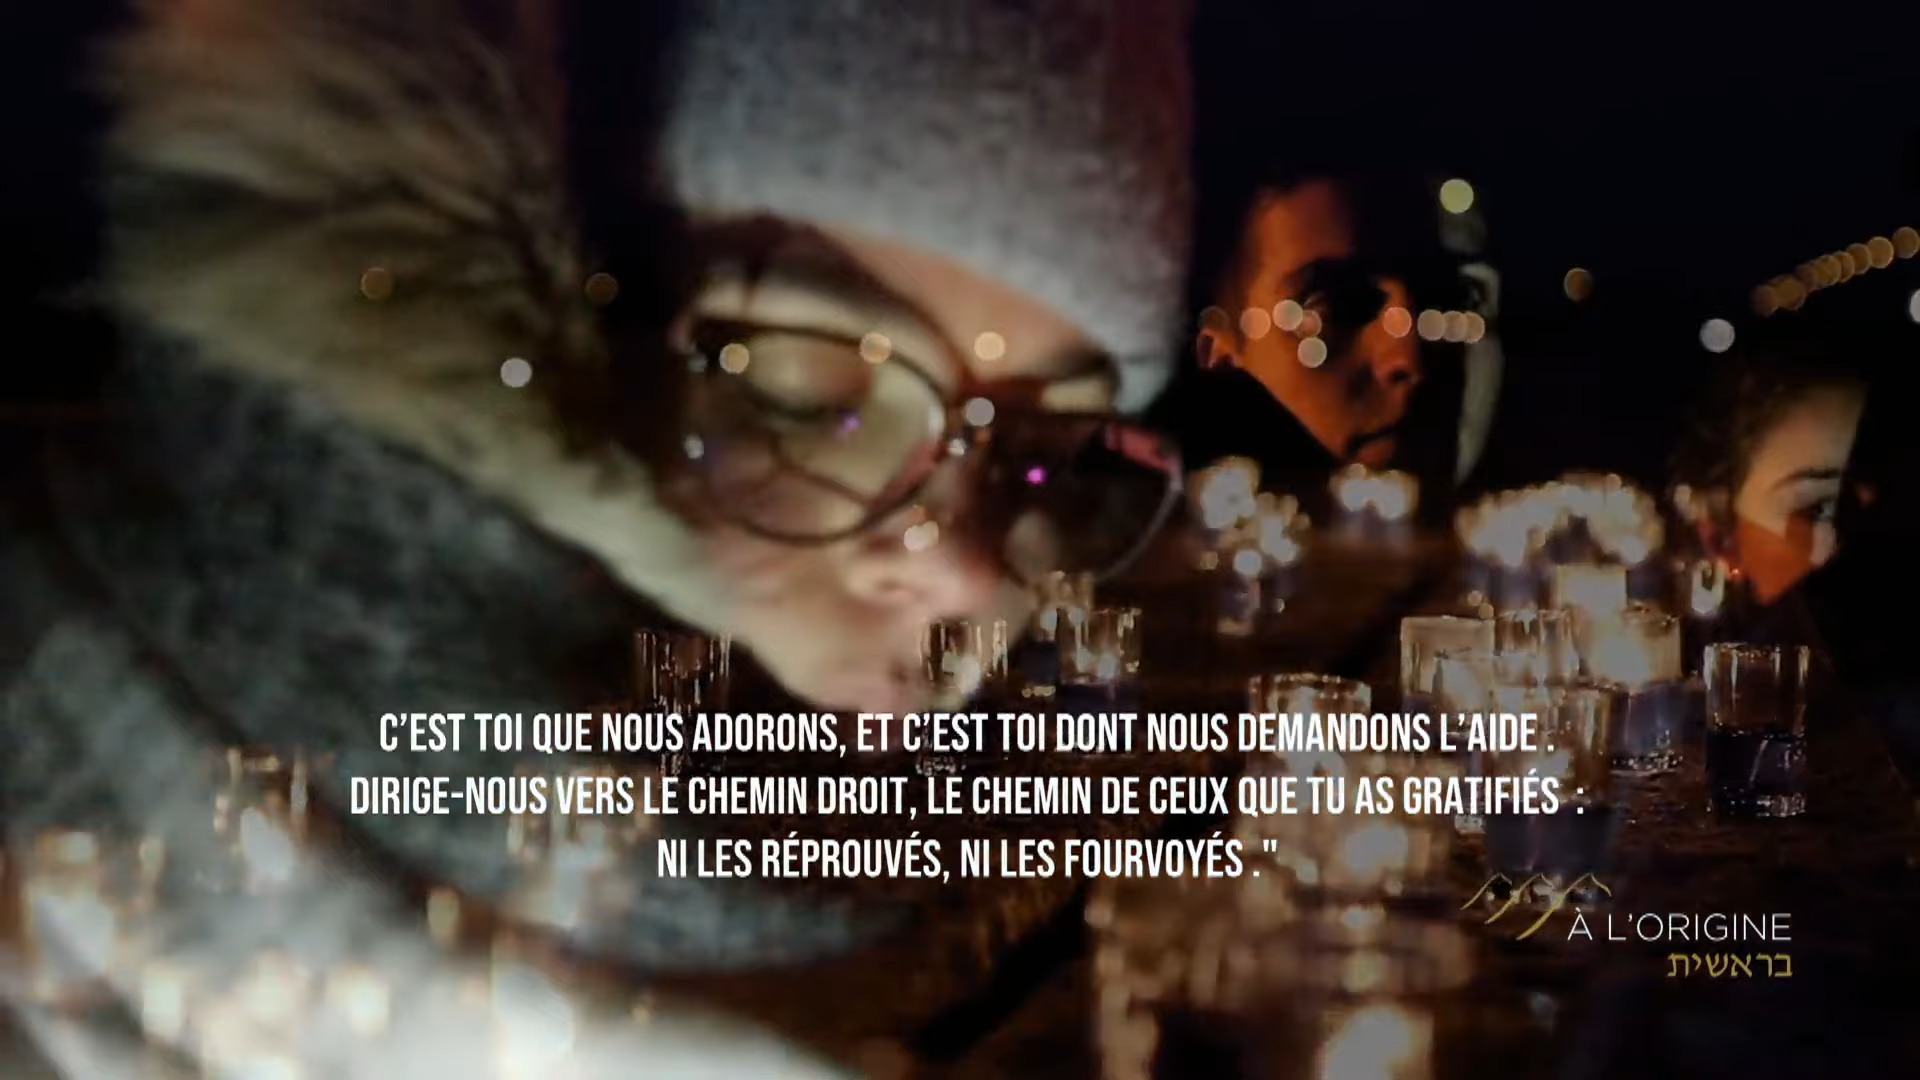 C’EST TOI QUE NOUS ADORONS, ET C’EST TOI DONT NOUS DEMANDONS L’AIDE .
DIRIGE-NOUS VERS LE CHEMIN DROIT, LE CHEMIN DE CEUX QUE TU AS GRATIFIÉS :
NI LES RÉPROUVÉS, NI LES FOURVOYÉS ."
À L’ORIGINE
בראשית